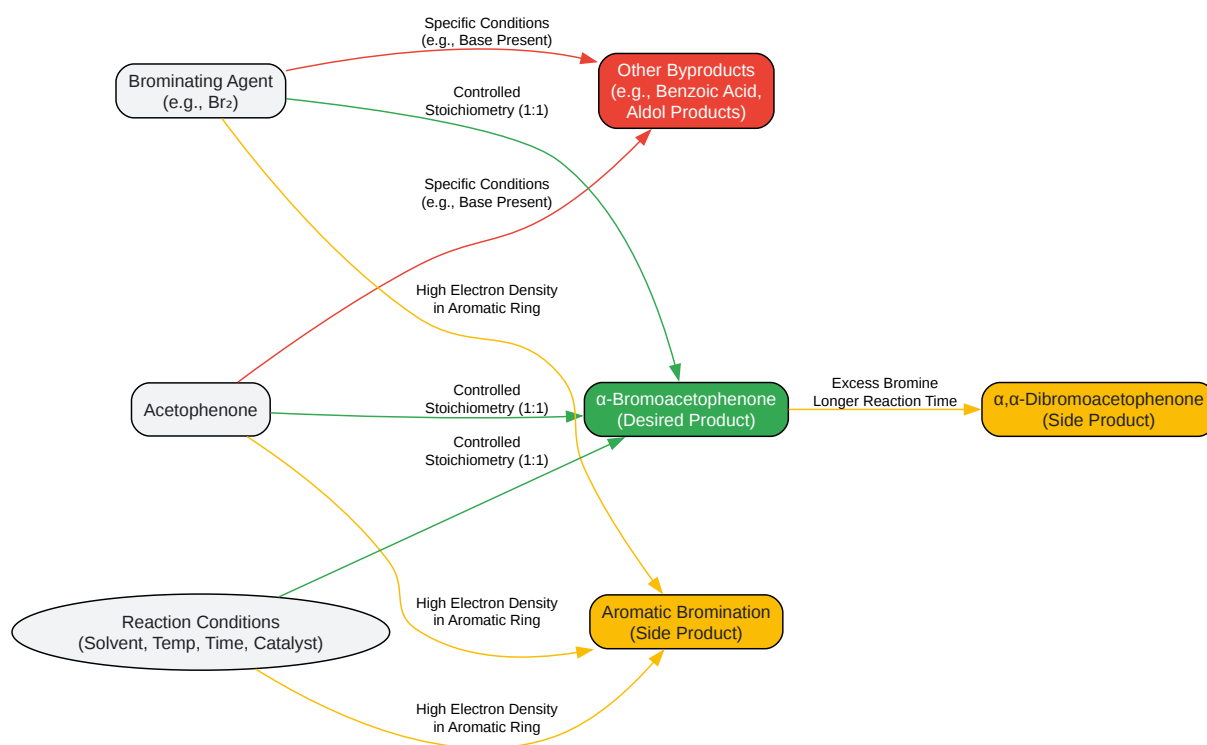 Specific Conditions
(e.g., Base Present)
Brominating Agent
(e.g., Br₂)
Other Byproducts
(e.g., Benzoic Acid,
Aldol Products)
Controlled
Stoichiometry (1:1)
Specific Conditions
(e.g., Base Present)
High Electron Density
in Aromatic Ring
Acetophenone
Controlled
Stoichiometry (1:1)
α-Bromoacetophenone
(Desired Product)
Excess Bromine
Longer Reaction Time
α,α-Dibromoacetophenone
(Side Product)
Controlled
Stoichiometry (1:1)
Reaction Conditions
(Solvent, Temp, Time, Catalyst)
High Electron Density
in Aromatic Ring
Aromatic Bromination
(Side Product)
High Electron Density
in Aromatic Ring